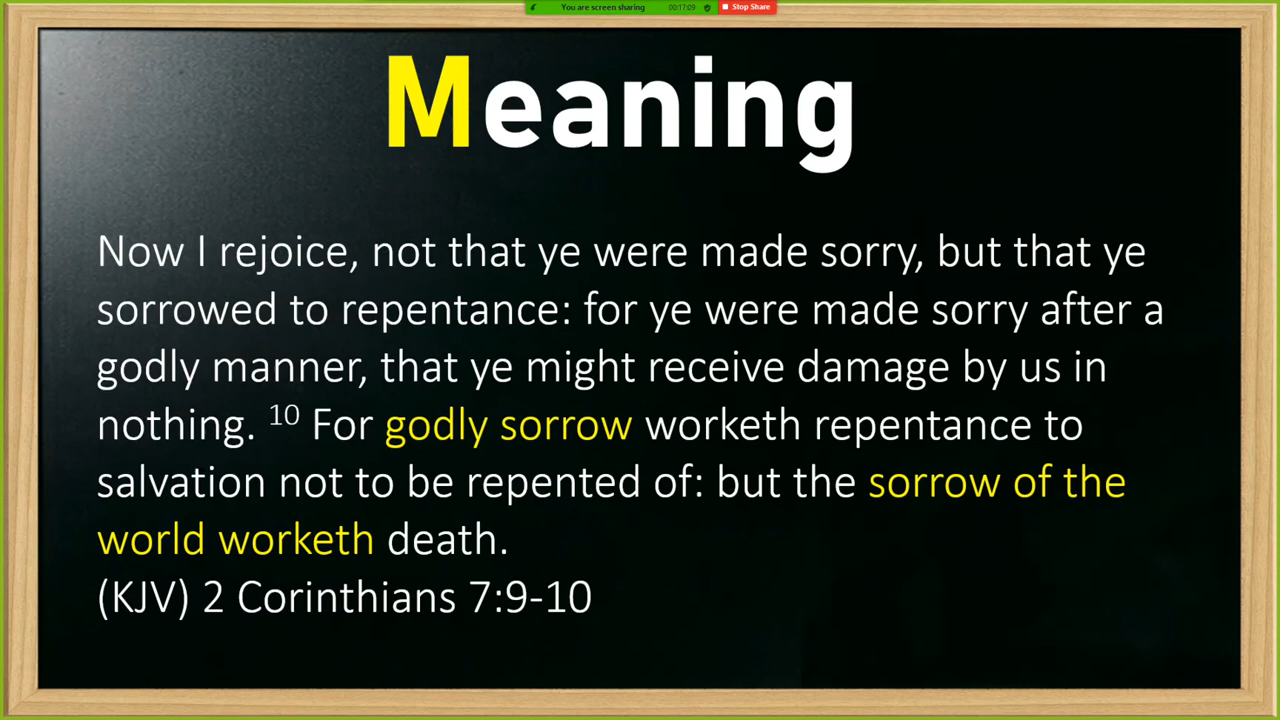 You are screen sharing 00:17:09 Stop Share
Meaning
Now I rejoice, not that ye were made sorry, but that ye
sorrowed to repentance: for ye were made sorry after a
godly manner, that ye might receive damage by us in
nothing. 10 For godly sorrow worketh repentance to
salvation not to be repented of: but the sorrow of the
world worketh death.
(KJV) 2 Corinthians 7:9-10